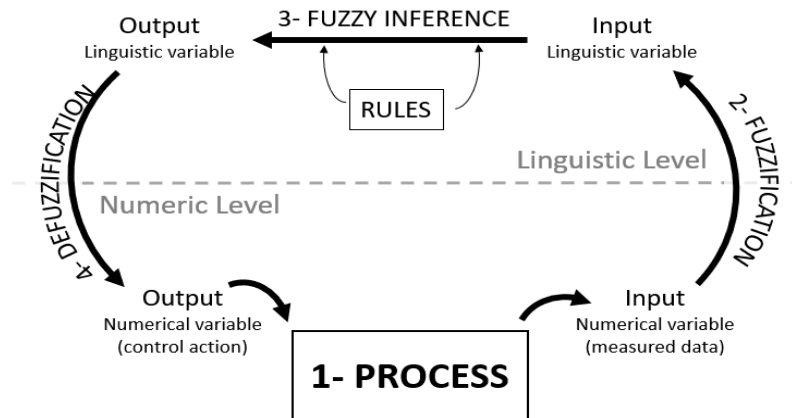 3- FUZZY INFERENCE
Output
Linguistic variable
Input
Linguistic variable
RULES
4- DEFUZZIFICATION
2- FUZZIFICATION
Linguistic Level
Numeric Level
Output
Numerical variable
(control action)
Input
Numerical variable
(measured data)
1- PROCESS